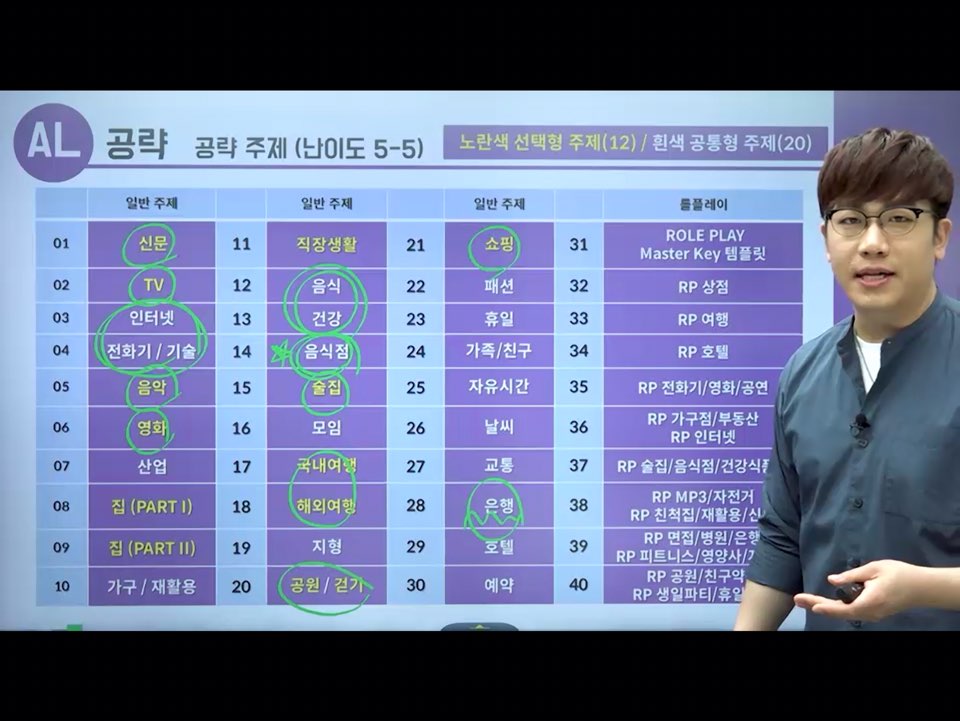 AL 공략 공략 주제 (난이도 5-5) 노란색 선택형 주제(12) / 흰색 공통형 주제(20)
일반 주제 일반 주제 일반 주제 롤플레이
01 신문 11 직장생활 21 쇼핑 31 ROLE PLAY
Master Key 템플릿
02 TV 12 음식 22 패션 32 RP 상점
03 인터넷 13 건강 23 휴일 33 RP 여행
04 전화기 / 기술 14 음식점 24 가족/친구 34 RP 호텔
05 음악 15 술집 25 자유시간 35 RP 전화기/영화/공연
06 영화 16 모임 26 날씨 36 RP 가구점/부동산
RP 인터넷
07 산업 17 국내여행 27 교통 37 RP 술집/음식점/건강식품
08 집 (PART I) 18 해외여행 28 은행 38 RP MP3/자전거
RP 친척집/재활용/신
09 집 (PART II) 19 지형 29 호텔 39 RP 면접/병원/은행
RP 피트니스/영양사/
10 가구 / 재활용 20 공원 / 걷기 30 예약 40 RP 공원/친구약
RP 생일파티/휴일